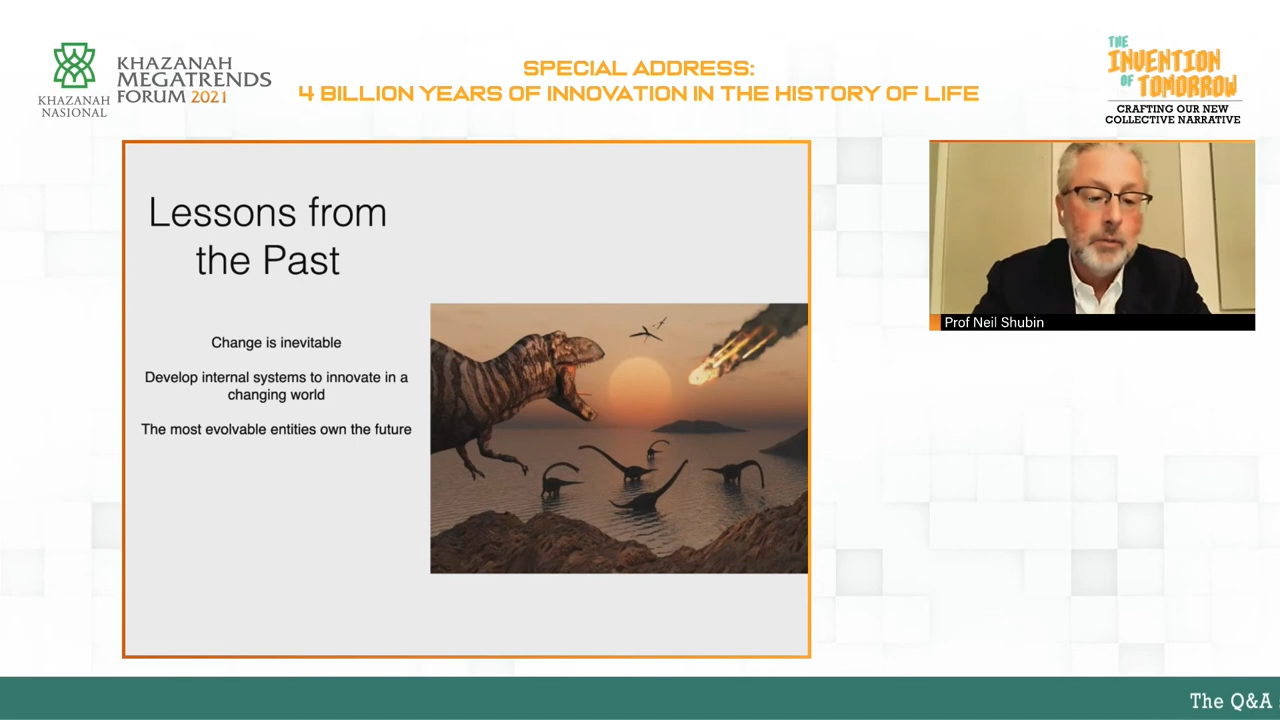 KHAZANAH
NASIONAL
KHAZANAH
MEGATRENDS
FORUM 2021
SPECIAL ADDRESS:
4 BILLION YEARS OF INNOVATION IN THE HISTORY OF LIFE
THE
INVENTION
OF
TOMORROW
CRAFTING OUR NEW
COLLECTIVE NARRATIVE
Lessons from
the Past
Change is inevitable
Develop internal systems to innovate in a
changing world
The most evolvable entities own the future
Prof Neil Shubin
The Q&A